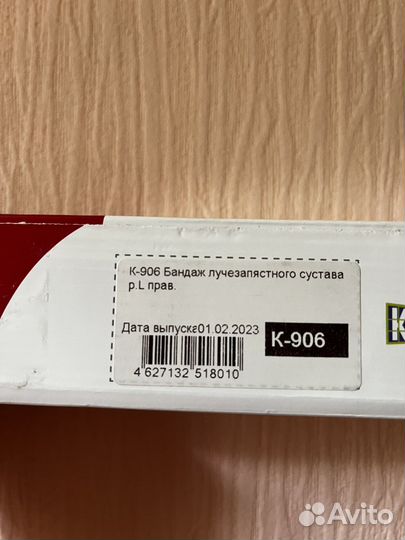 К-906 Бандаж лучезапястного сустава
р.L прав.
Дата выпуска01.02.2023
К-906
4 627132 518010
Avito